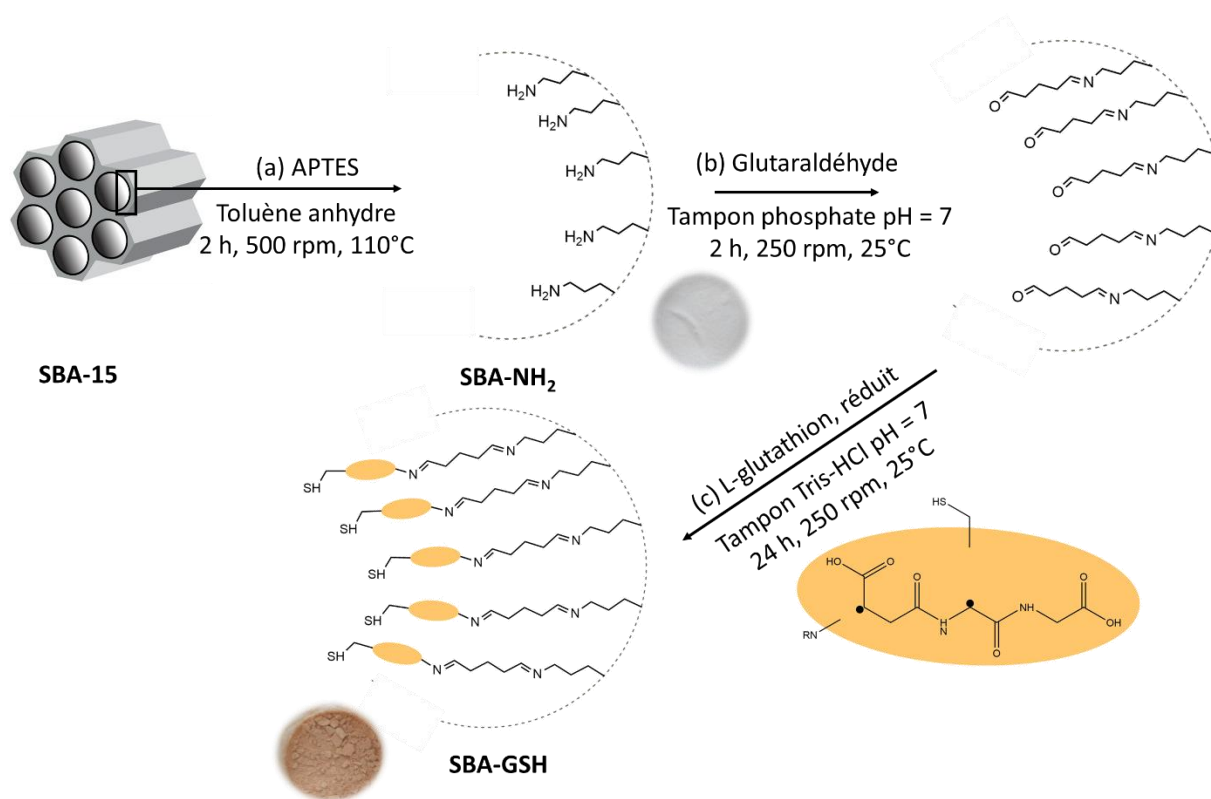 H₂N
H₂N
H₂N
H₂N
H₂N
(a) APTES
Toluène anhydre
2 h, 500 rpm, 110°C
(b) Glutaraldéhyde
Tampon phosphate pH = 7
2 h, 250 rpm, 25°C
O N
O N
O N
O N
O N
SBA-15
SBA-NH₂
(c) L-glutathion, réduit
Tampon Tris-HCl pH = 7
24 h, 250 rpm, 25°C
SH N N
SH N N
SH N N
SH N N
SH N N
HS
HO O
O
O
NH
OH
N
H
O
O
RN
SBA-GSH